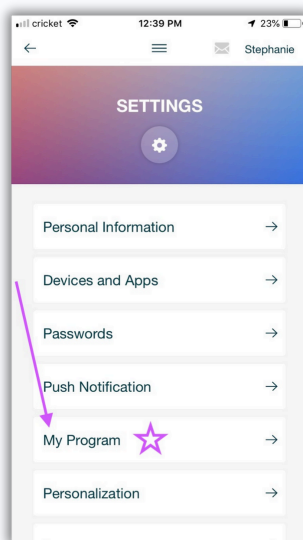 cricket 12:39 PM 23%
Stephanie
SETTINGS
Personal Information
Devices and Apps
Passwords
Push Notification
My Program
Personalization